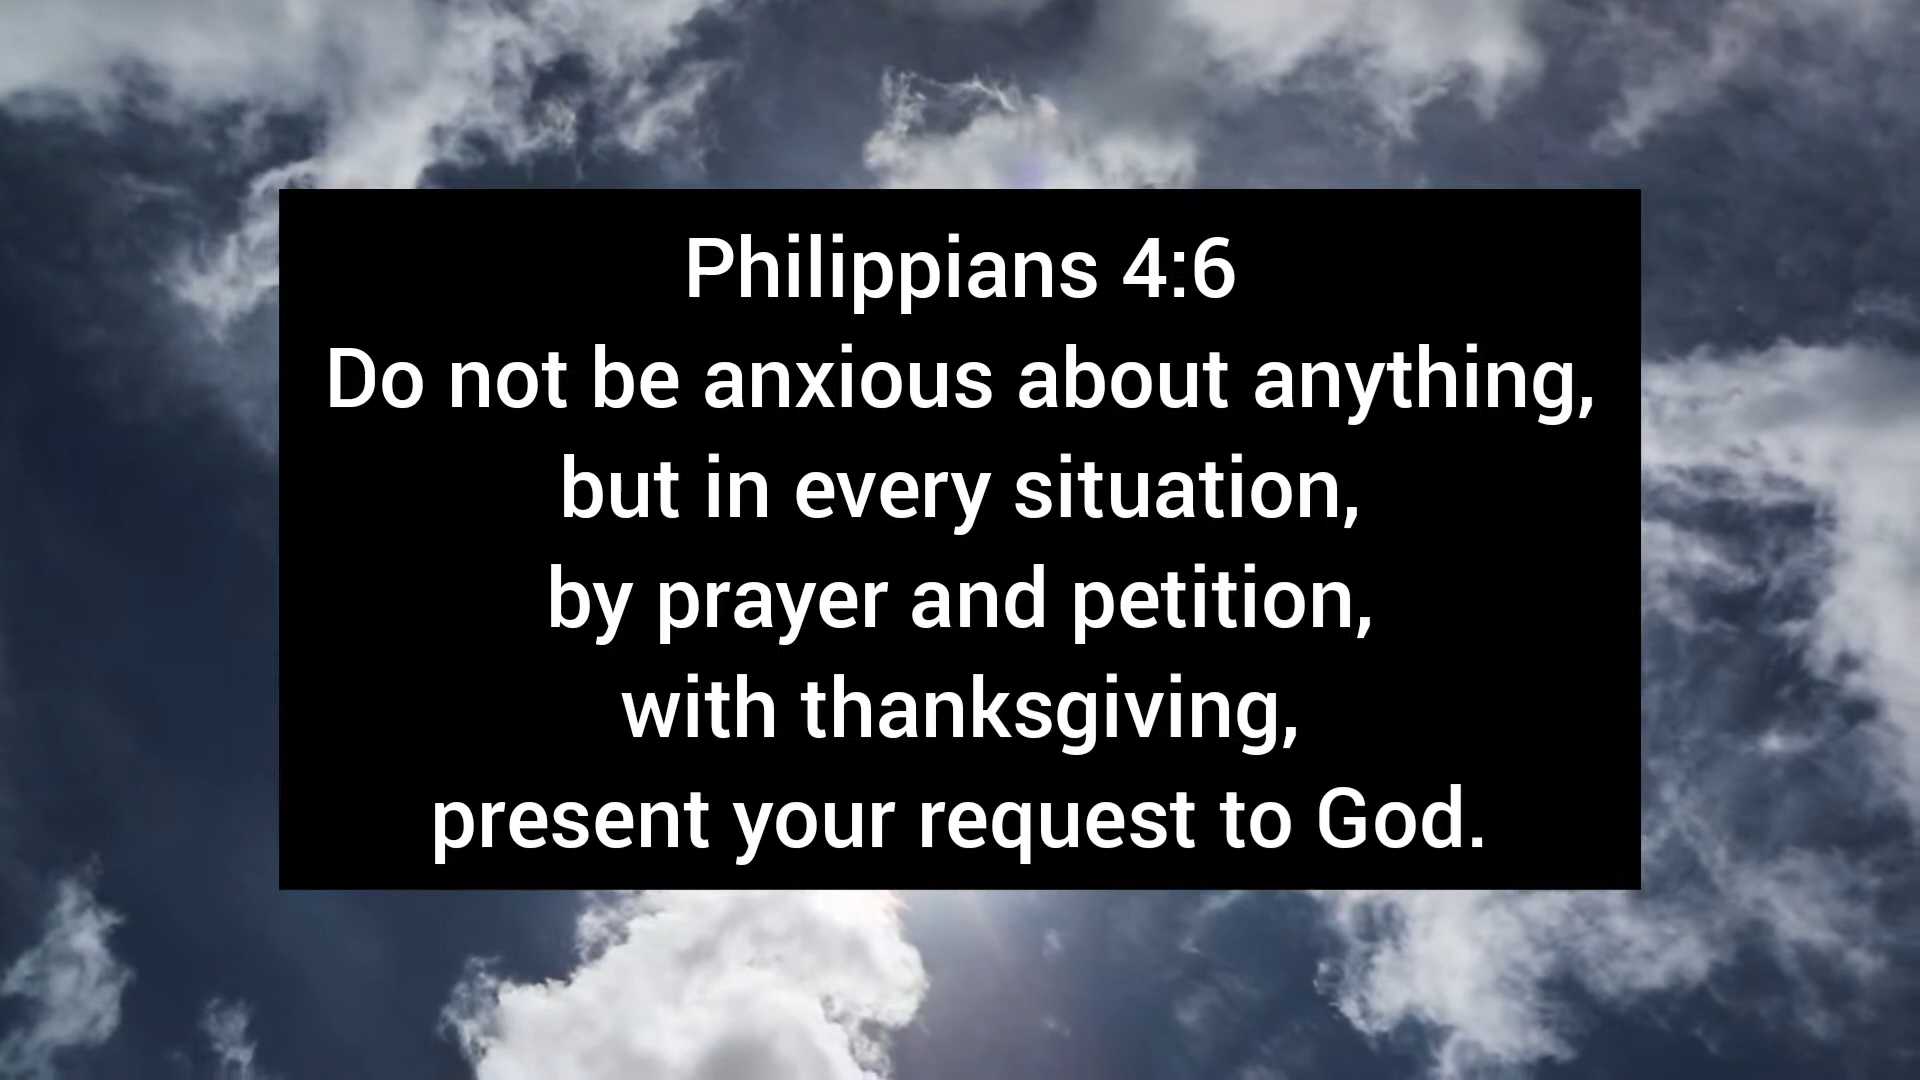 Philippians 4:6
Do not be anxious about anything,
but in every situation,
by prayer and petition,
with thanksgiving,
present your request to God.